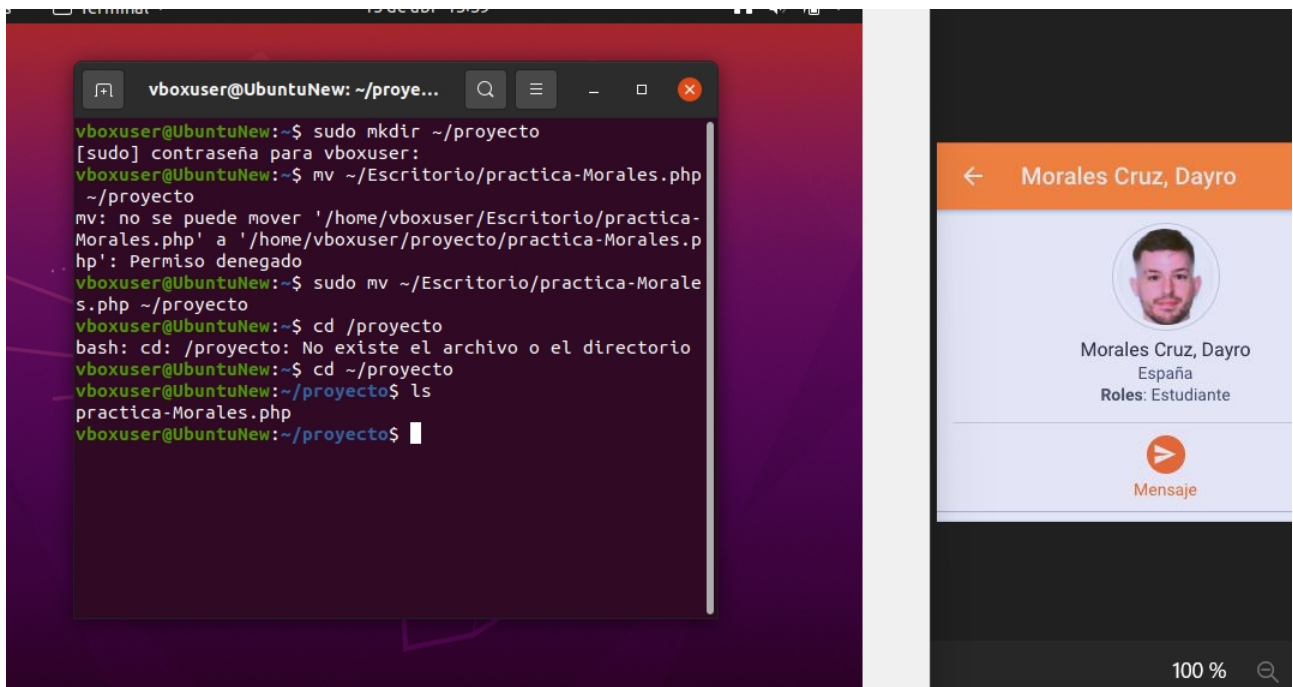 vboxuser@UbuntuNew: ~/proye...
vboxuser@UbuntuNew:~$ sudo mkdir ~/proyecto
[sudo] contraseña para vboxuser:
vboxuser@UbuntuNew:~$ mv ~/Escritorio/practica-Morales.php
~/proyecto
mv: no se puede mover '/home/vboxuser/Escritorio/practica-
Morales.php' a '/home/vboxuser/proyecto/practica-Morales.p
hp': Permiso denegado
vboxuser@UbuntuNew:~$ sudo mv ~/Escritorio/practica-Morale
s.php ~/proyecto
vboxuser@UbuntuNew:~$ cd /proyecto
bash: cd: /proyecto: No existe el archivo o el directorio
vboxuser@UbuntuNew:~$ cd ~/proyecto
vboxuser@UbuntuNew:~/proyecto$ ls
practica-Morales.php
vboxuser@UbuntuNew:~/proyecto$
Morales Cruz, Dayro
Morales Cruz, Dayro
España
Roles: Estudiante
Mensaje
100 %